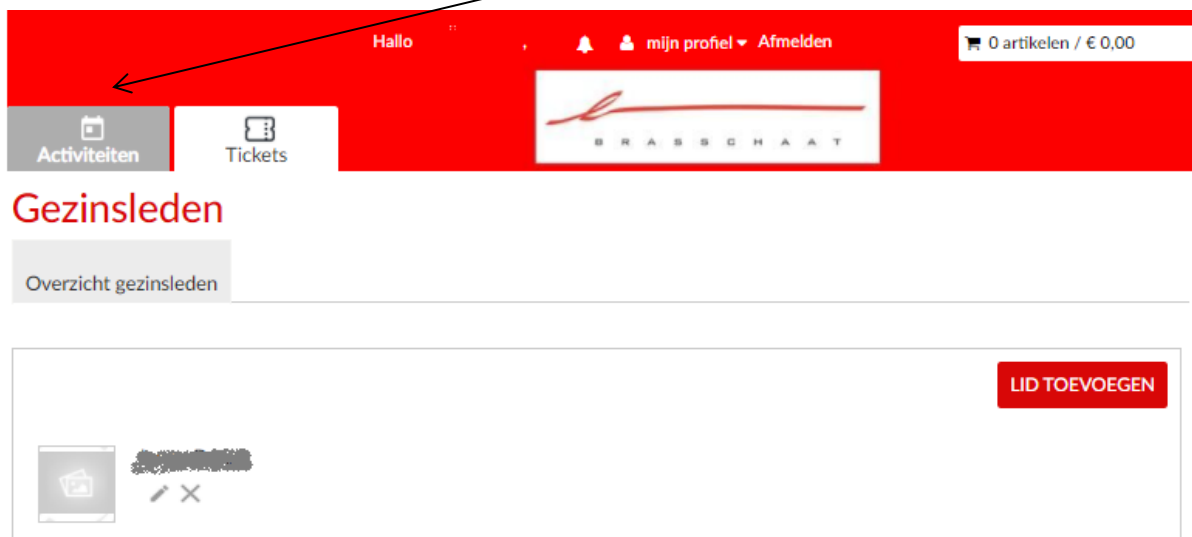 Hallo
mijn profiel Afmelden
0 artikelen / € 0,00
Activiteiten
Tickets
BRASSCHAAT
Gezinsleden
Overzicht gezinsleden
LID TOEVOEGEN